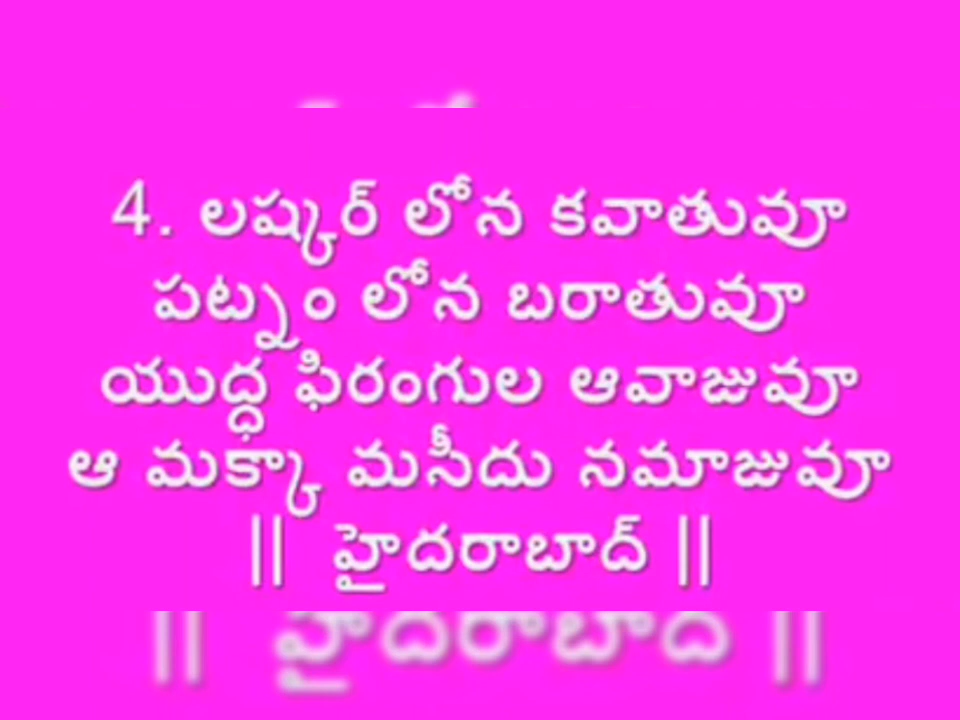 4. లష్కర్ లోన కవాతువూ
పట్నం లోన బరాతువూ
యుద్ధ ఫిరంగుల ఆవాజువూ
ఆ మక్కా మసీదు నమాజువూ
|| హైదరాబాద్ ||
|| హైదరాబాద్ ||